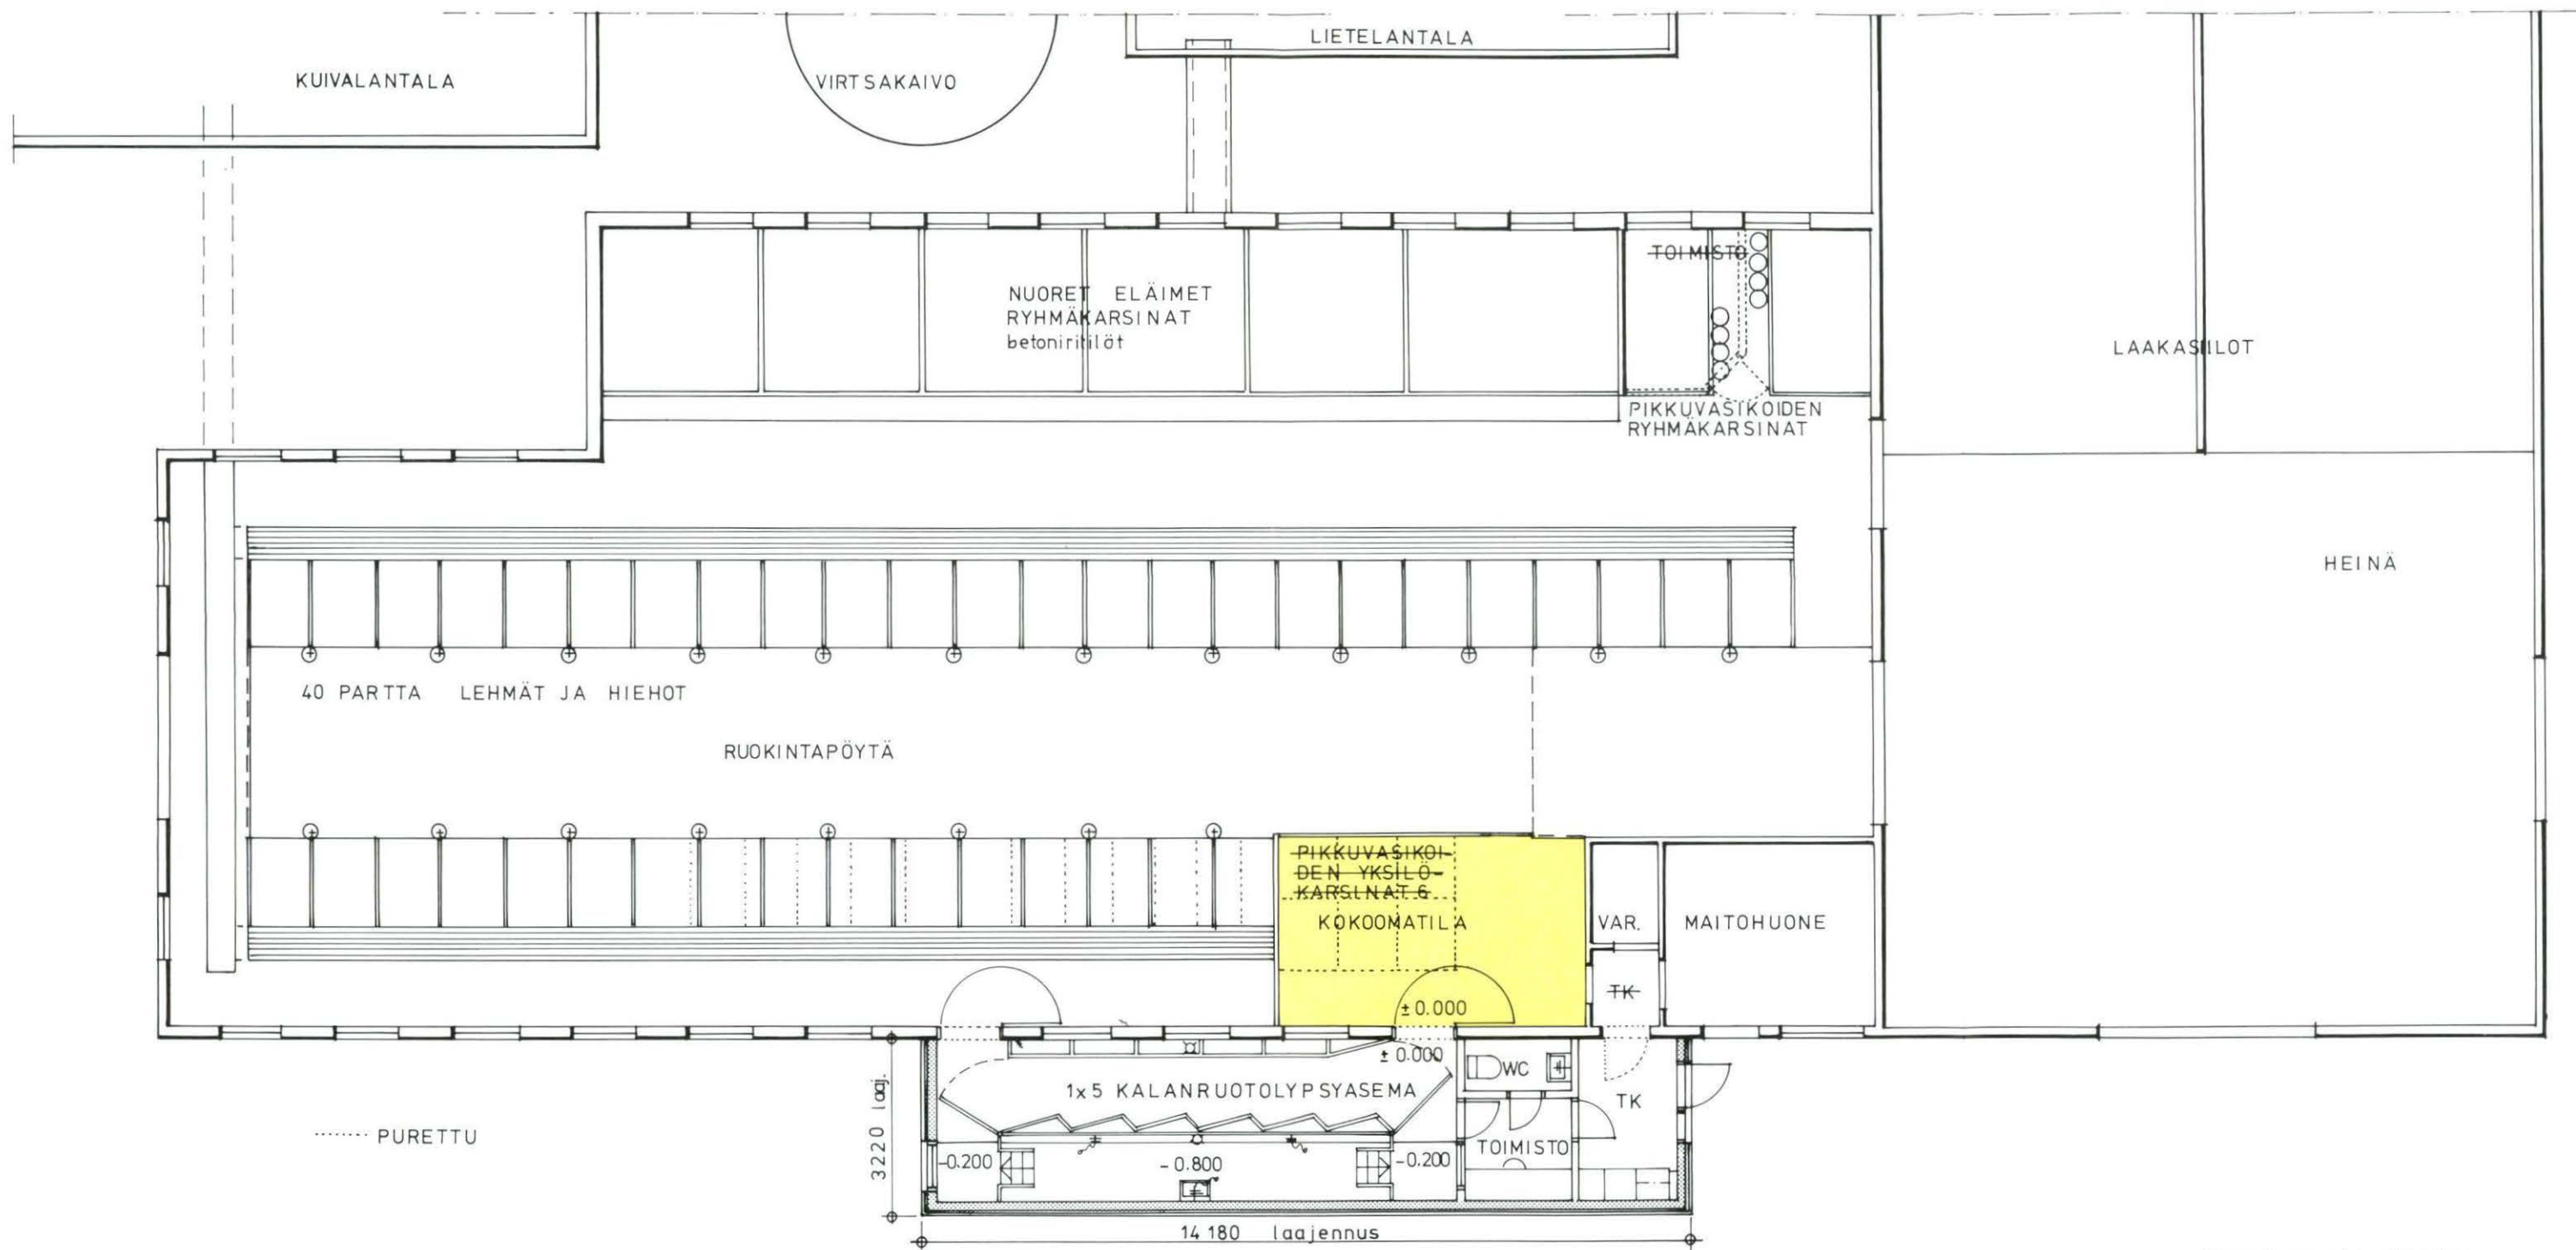 LIETELANTALA
KUIVALANTALA
VIRTSAKAIVO
TOIMISTO
NUORET ELÄIMET
RYHMÄKARSINAT
betoniritilöt
LAAKASIILOT
PIKKUVASIKOIDEN
RYHMÄKARSINAT
HEINÄ
40 PARTTA LEHMÄT JA HIEHOT
RUOKINTAPÖYTÄ
PIKKUVASIKOI-
DEN YKSILÖ-
KARSINAT 6
KOKOOMATILA
VAR.
MAITOHUONE
TK
±0.000
± 0.000
WC
1x5 KALANRUOTOLYPSYASEMA
TK
3220 laaj.
........ PURETTU
TOIMISTO
-0.200
-0.800
-0.200
14 180 laajennus